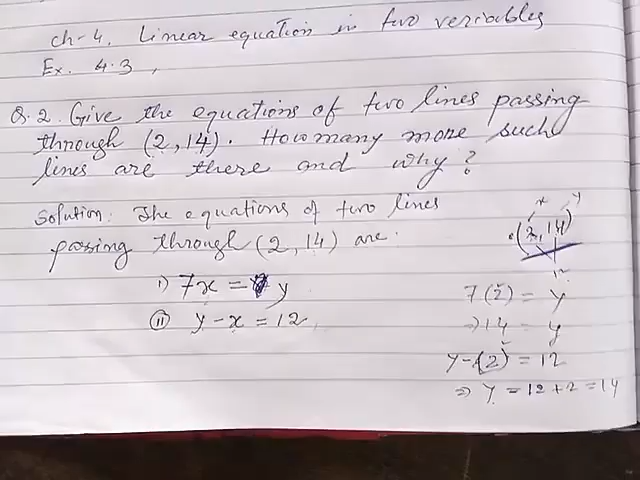 ch-4. Linear equation in two veriables
Ex. 4.3,
Q.2. Give the equations of two lines passing
through (2,14). How many more such
lines are there and why?
Solution: The equations of two lines
passing through (2,14) are:
i) 7x = y
(ii) y-x = 12
x y
(2,14)
12
7(2) = y
⇒ 14 = y
y-(2) = 12
⇒ y = 12+2 = 14